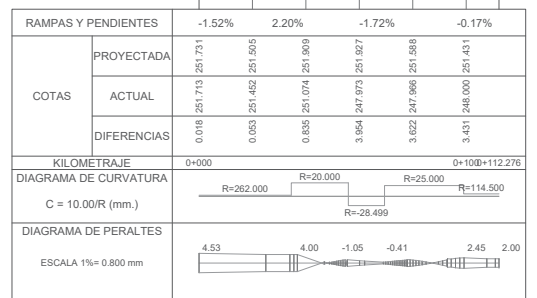 RAMPAS Y PENDIENTES -1.52% 2.20% -1.72% -0.17%
COTAS
PROYECTADA 251.731 251.505 251.909 251.927 251.588 251.431
ACTUAL 251.713 251.452 251.074 247.973 247.966 248.000
DIFERENCIAS 0.018 0.053 0.835 3.954 3.622 3.431
KILOMETRAJE 0+000 0+100 0+112.276
DIAGRAMA DE CURVATURA
C = 10.00/R (mm.)
R=262.000 R=20.000 R=-28.499 R=25.000 R=114.500
DIAGRAMA DE PERALTES
ESCALA 1%= 0.800 mm
4.53 4.00 -1.05 -0.41 2.45 2.00